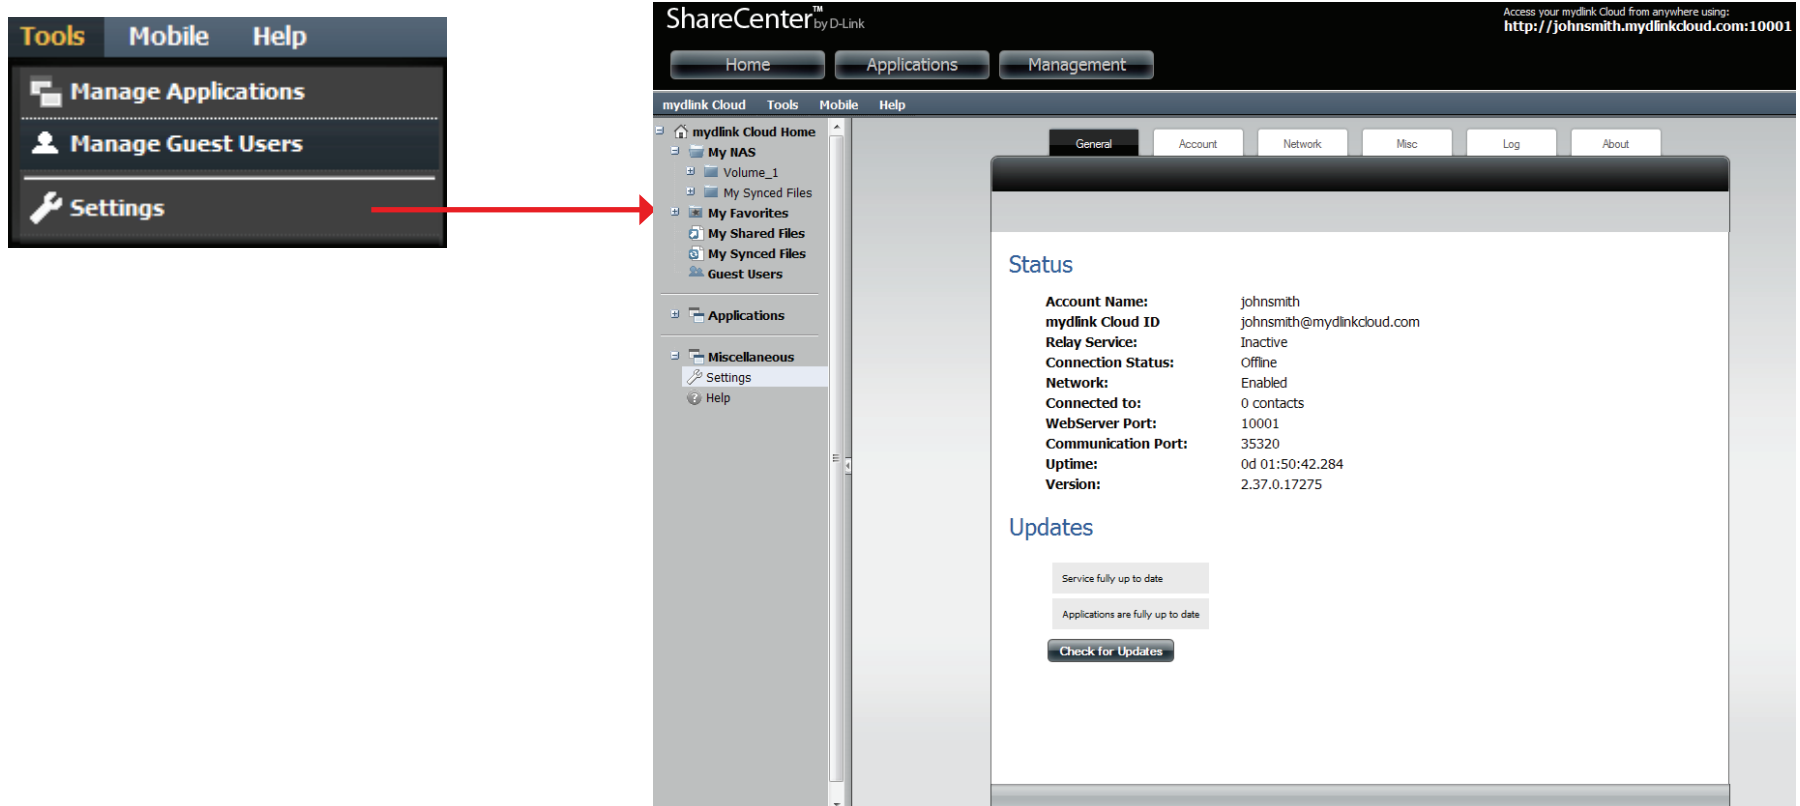 Tools Mobile Help
Manage Applications
Manage Guest Users
Settings
ShareCenter™ by D-Link
Access your mydlink Cloud from anywhere using:
http://johnsmith.mydlinkcloud.com:10001
Home Applications Management
mydlink Cloud Tools Mobile Help
mydlink Cloud Home
My NAS
Volume_1
My Synced Files
My Favorites
My Shared Files
My Synced Files
Guest Users
Applications
Miscellaneous
Settings
Help
General Account Network Misc Log About
Status
Account Name: johnsmith
mydlink Cloud ID johnsmith@mydlinkcloud.com
Relay Service: Inactive
Connection Status: Offline
Network: Enabled
Connected to: 0 contacts
WebServer Port: 10001
Communication Port: 35320
Uptime: 0d 01:50:42.284
Version: 2.37.0.17275
Updates
Service fully up to date
Applications are fully up to date
Check for Updates